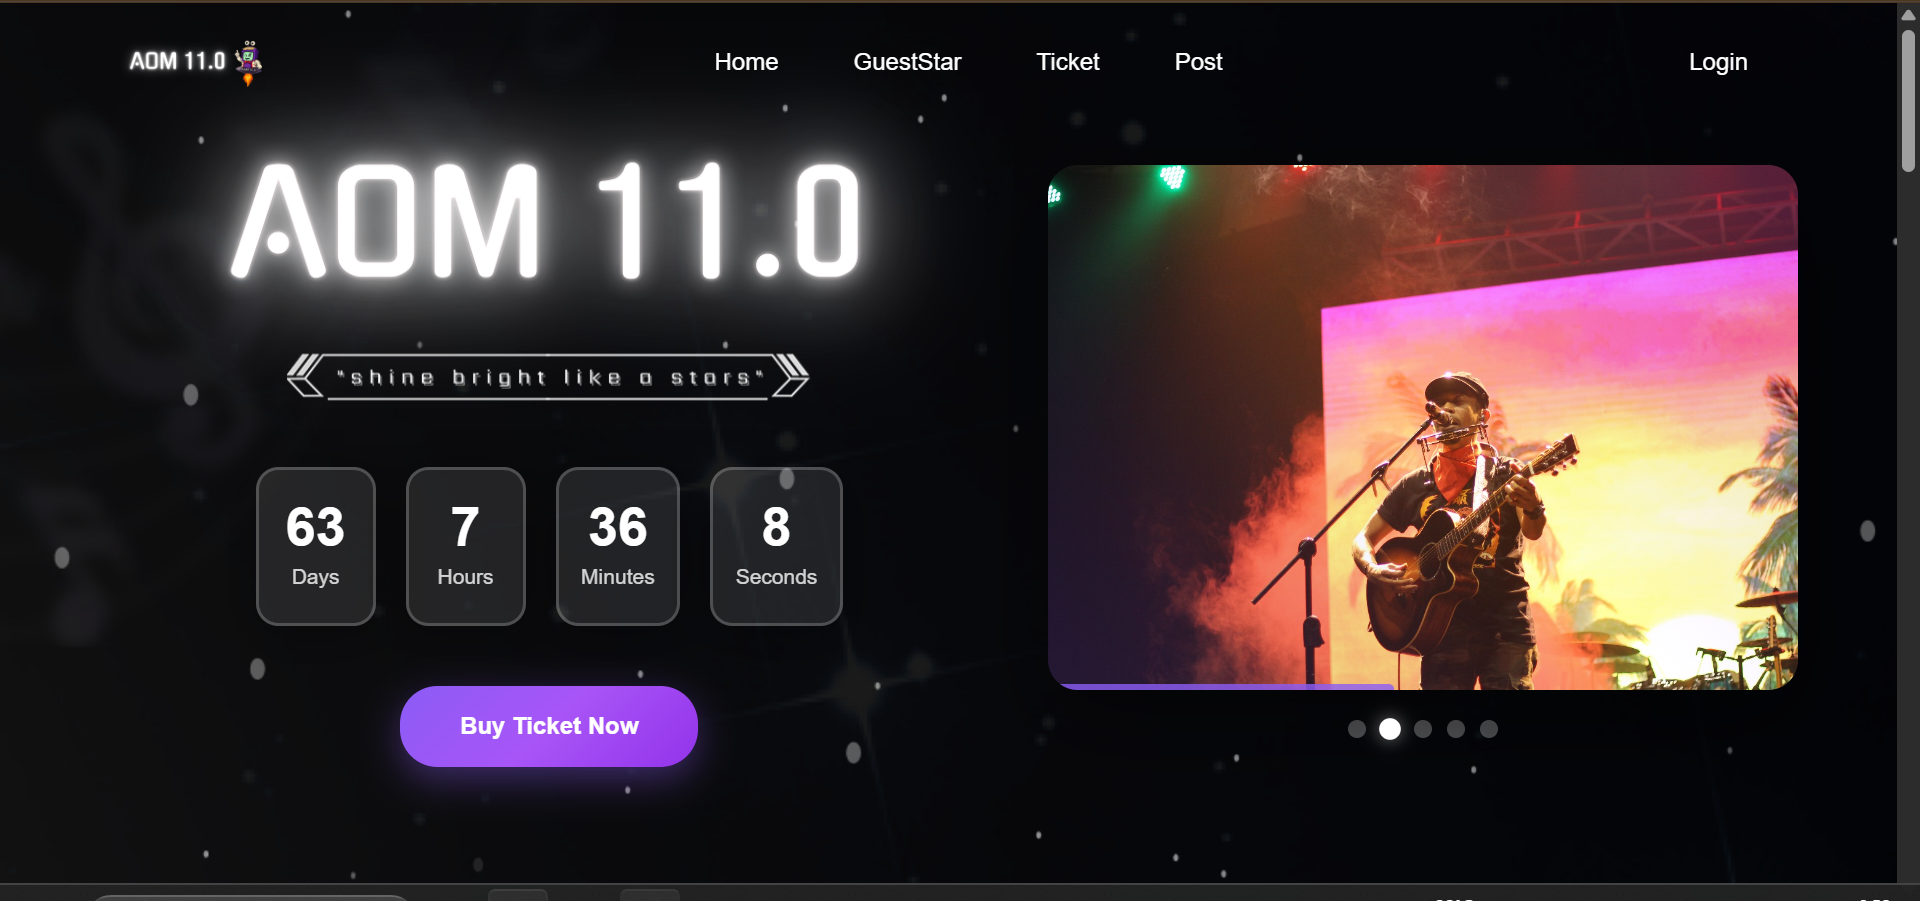 AOM 11.0
Home
GuestStar
Ticket
Post
Login
AOM 11.0
"shine bright like a stars"
63
Days
7
Hours
36
Minutes
8
Seconds
Buy Ticket Now